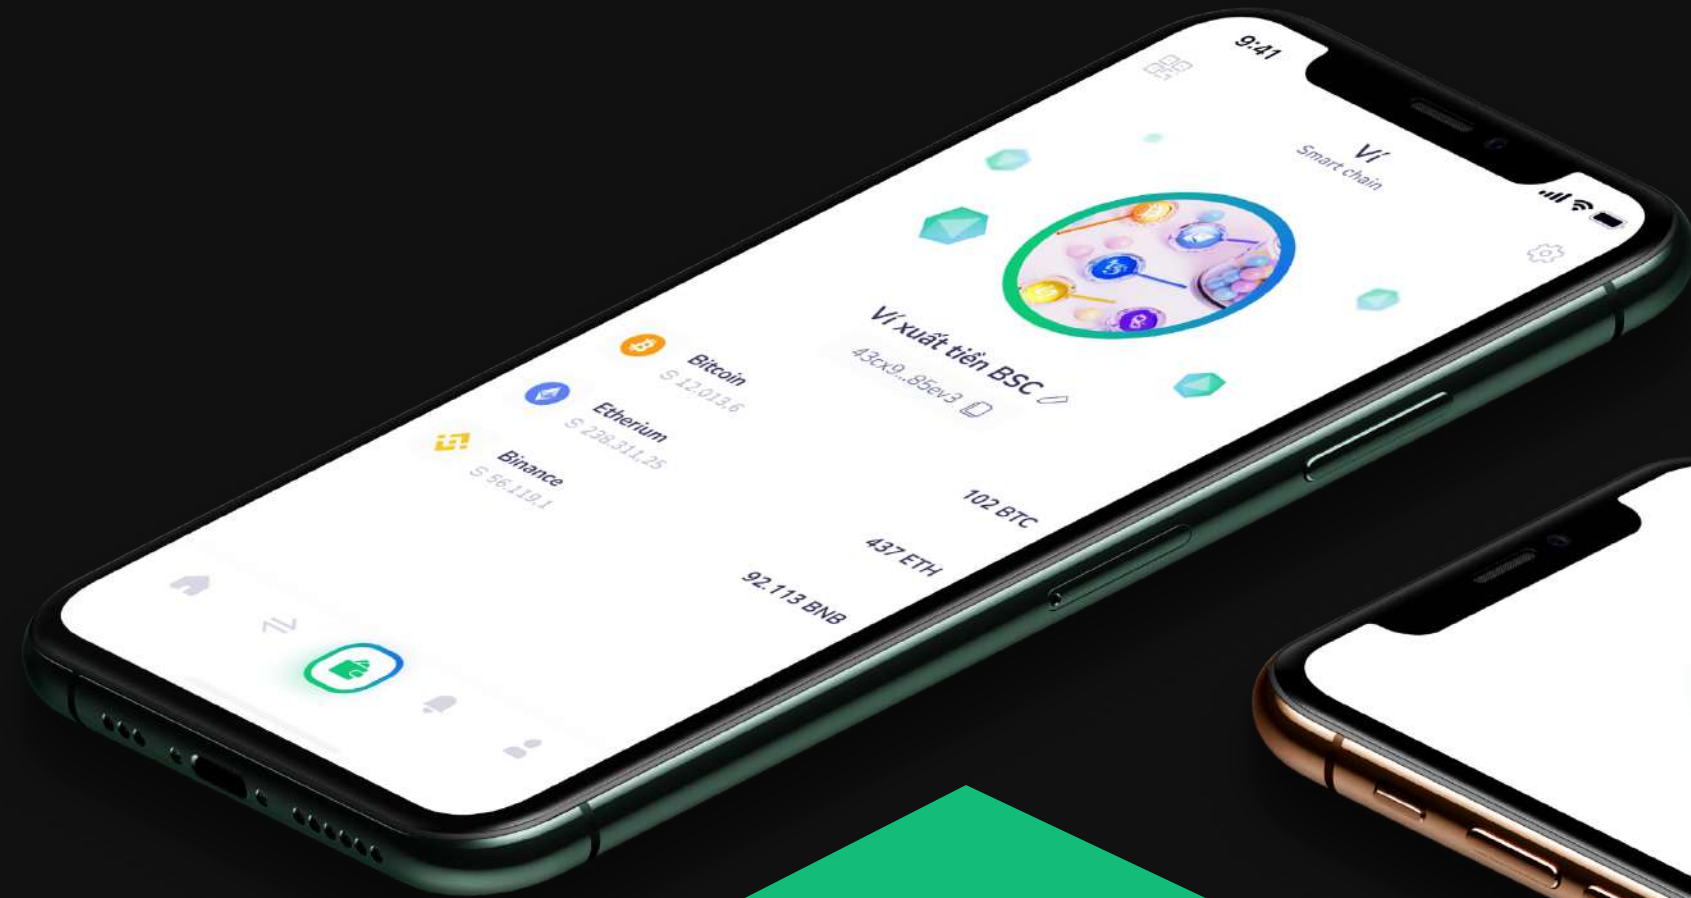 9:41
Ví
Smart chain
Ví xuất tiền BSC
43cx9...85ev3
Bitcoin
$ 12.013,6
102 BTC
Etherium
$ 238.311,25
437 ETH
Binance
$ 56.119,1
92.113 BNB